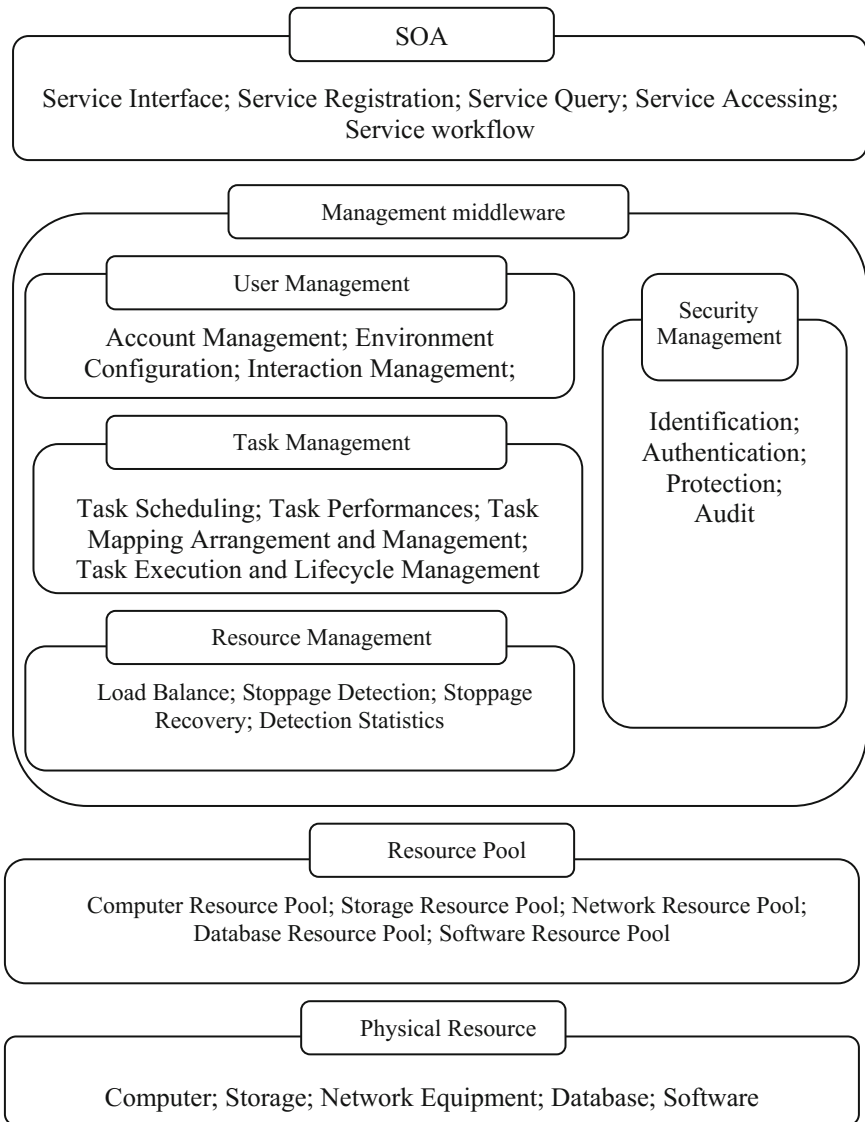 SOA
Service Interface; Service Registration; Service Query; Service Accessing;
Service workflow
Management middleware
User Management
Account Management; Environment
Configuration; Interaction Management;
Task Management
Task Scheduling; Task Performances; Task
Mapping Arrangement and Management;
Task Execution and Lifecycle Management
Resource Management
Load Balance; Stoppage Detection; Stoppage
Recovery; Detection Statistics
Security
Management
Identification;
Authentication;
Protection;
Audit
Resource Pool
Computer Resource Pool; Storage Resource Pool; Network Resource Pool;
Database Resource Pool; Software Resource Pool
Physical Resource
Computer; Storage; Network Equipment; Database; Software